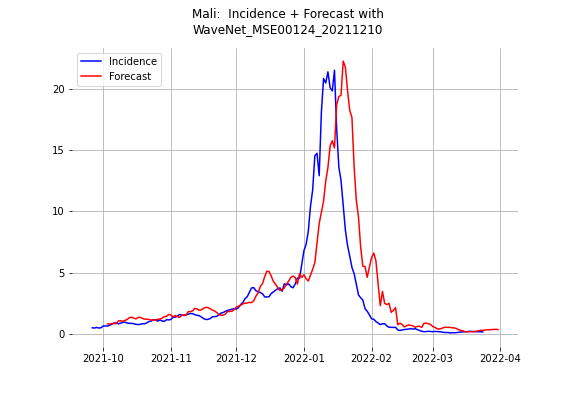 Mali:  Incidence + Forecast with
WaveNet_MSE00124_20211210
Incidence
Forecast
20
15
10
5
0
2021-10 2021-11 2021-12 2022-01 2022-02 2022-03 2022-04